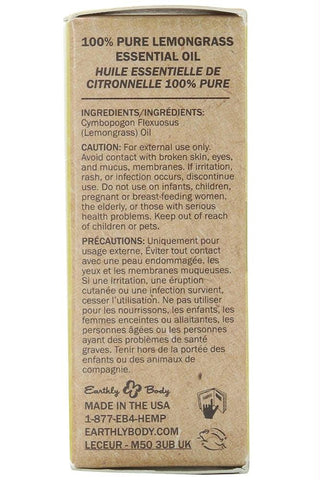 100% PURE LEMONGRASS
ESSENTIAL OIL
HUILE ESSENTIELLE DE
CITRONNELLE 100% PURE
INGREDIENTS/INGRÉDIENTS:
Cymbopogon Flexuosus
(Lemongrass) Oil
CAUTION: For external use only.
Avoid contact with broken skin, eyes,
and mucus, membranes. If irritation,
rash, or infection occurs, discontinue
use. Do not use on infants, children,
pregnant or breast-feeding women,
the elderly, or those with serious
health problems. Keep out of reach
of children or pets.
PRÉCAUTIONS: Uniquement pour
usage externe, Éviter tout contact
avec une peau endommagée, les
yeux et les membranes muqueuses.
Si une irritation, une éruption
cutanée ou une infection survient,
cesser l'utilisation. Ne pas utiliser
pour les nourrissons, les enfants, les
femmes enceintes ou allaitantes, les
personnes âgées ou les personnes
ayant des problèmes de santé
graves. Tenir hors de la portée des
enfants ou des animaux de
compagnie.
Earthly Body
MADE IN THE USA
1-877-EB4-HEMP
EARTHLYBODY.COM
LECEUR - M50 3UB UK